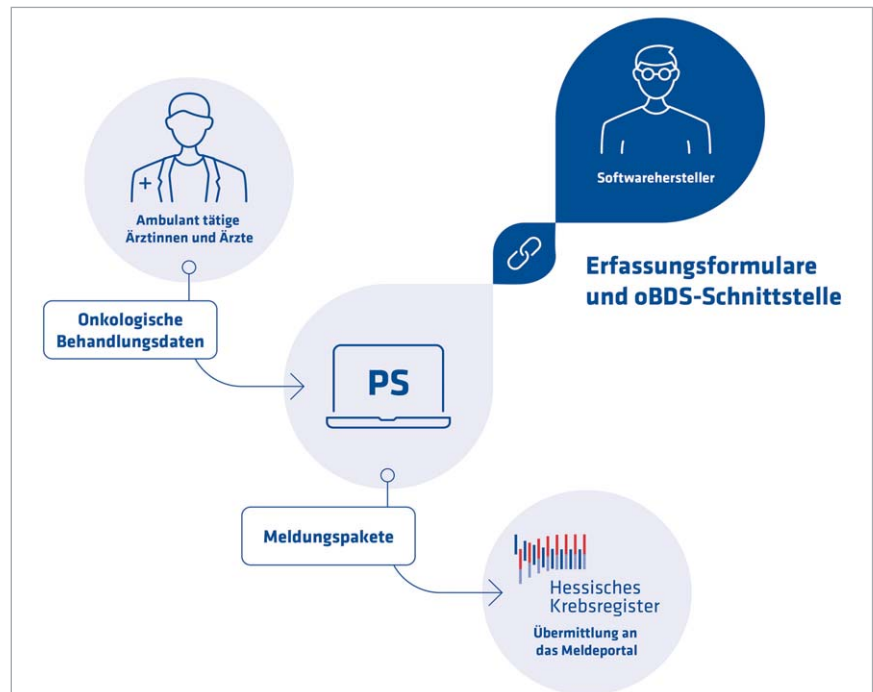 Ambulant tätige
Ärztinnen und Ärzte
Softwarehersteller
Erfassungsformulare
und oBDS-Schnittstelle
Onkologische
Behandlungsdaten
PS
Meldungspakete
Hessisches
Krebsregister
Übermittlung an
das Meldeportal